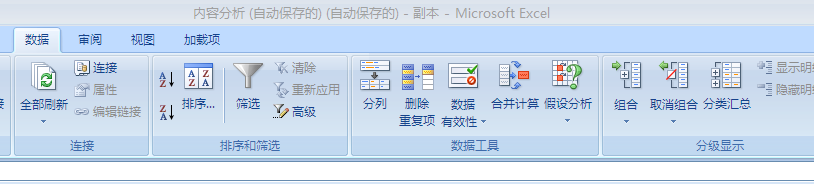 内容分析 (自动保存的) (自动保存的) - 副本 - Microsoft Excel
数据 审阅 视图 加载项
全部刷新 连接 属性 编辑链接
连接
排序... 筛选 清除 重新应用 高级
排序和筛选
分列 删除重复项 数据有效性 合并计算 假设分析
数据工具
组合 取消组合 分类汇总 显示明 隐藏明
分级显示